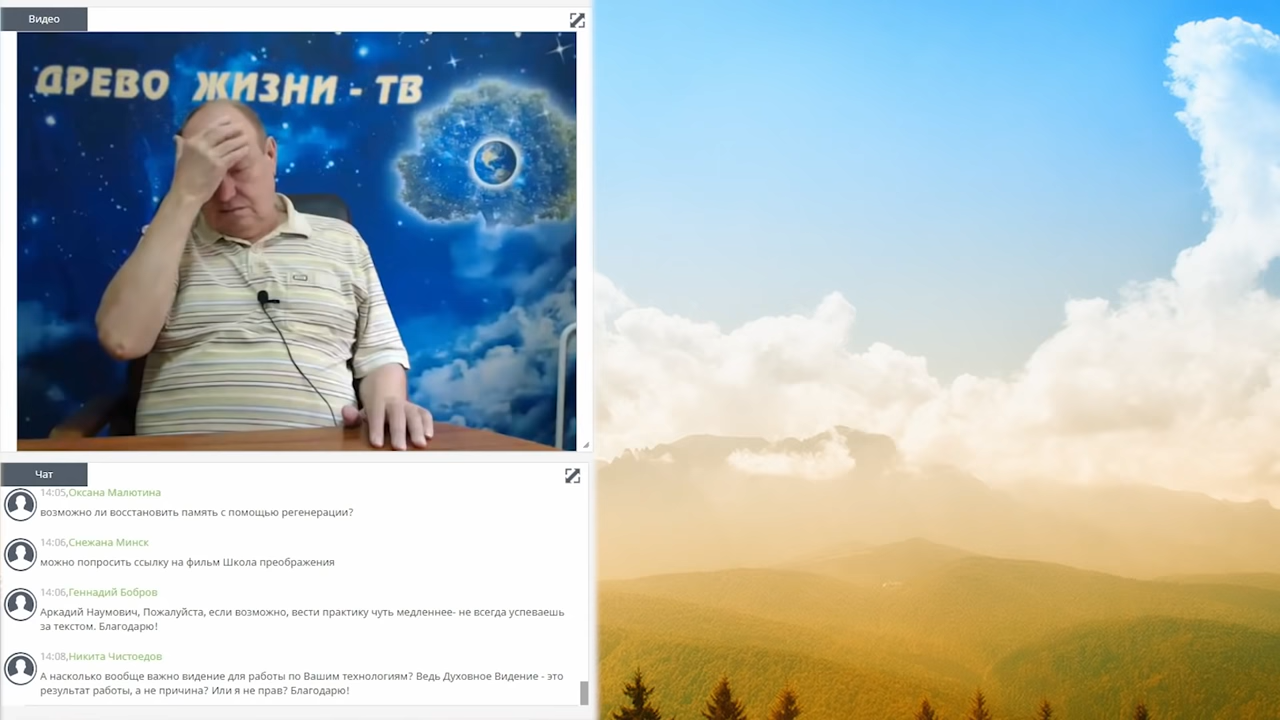 Видео
ДРЕВО ЖИЗНИ - ТВ
Чат
14:05,Оксана Малютина
возможно ли восстановить память с помощью регенерации?
14:06,Снежана Минск
можно попросить ссылку на фильм Школа преображения
14:06,Геннадий Бобров
Аркадий Наумович, Пожалуйста, если возможно, вести практику чуть медленнее- не всегда успеваешь
за текстом. Благодарю!
14:08,Никита Чистоедов
А насколько вообще важно видение для работы по Вашим технологиям? Ведь Духовное Видение - это
результат работы, а не причина? Или я не прав? Благодарю!